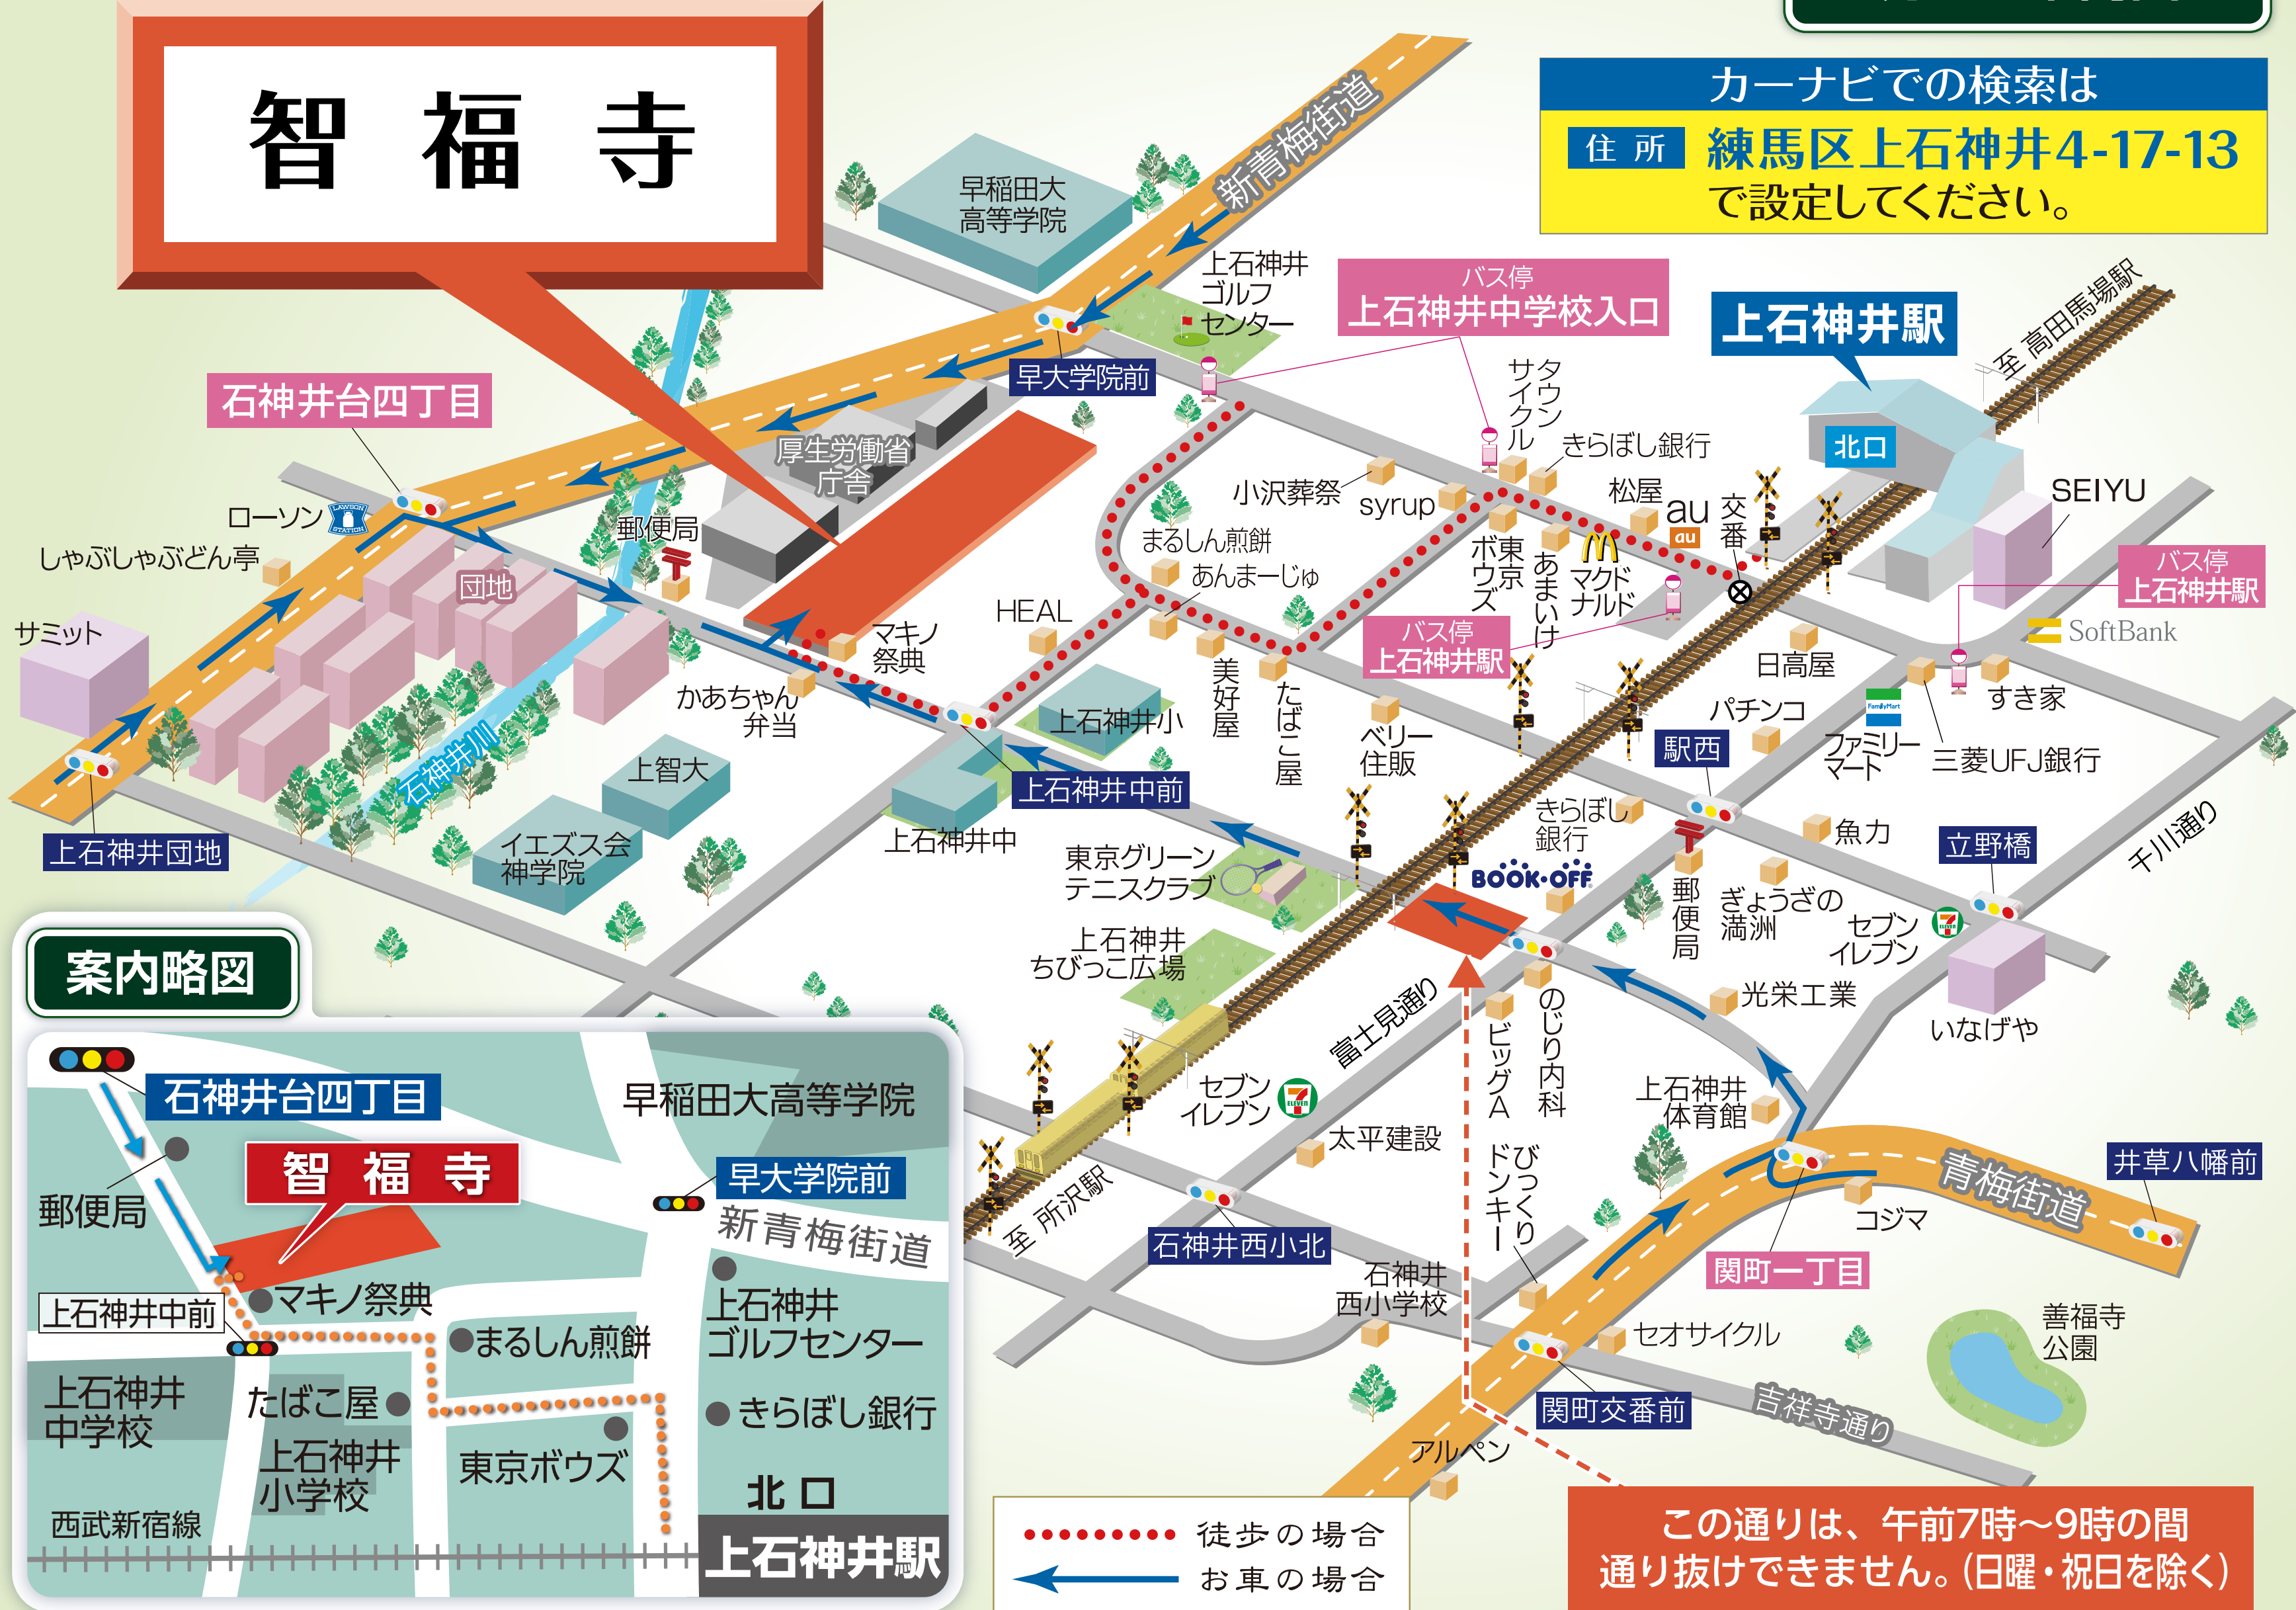 智福寺
カーナビでの検索は
住所 練馬区上石神井4-17-13
で設定してください。
新青梅街道
早稲田大
高等学院
上石神井
ゴルフ
センター
バス停
上石神井中学校入口
上石神井駅
至 高田馬場駅
北口
早大学院前
石神井台四丁目
厚生労働省
庁舎
タウン
サイクル
きらぼし銀行
小沢葬祭
syrup
松屋
au
au
交番
SEIYU
ローソン
LAWSON
STATION
郵便局
しゃぶしゃぶどん亭
団地
まるしん煎餅
あんまーじゅ
東京
ボウズ
あまいけ
マクド
ナルド
バス停
上石神井駅
バス停
上石神井駅
SoftBank
サミット
HEAL
マキノ
祭典
かあちゃん
弁当
美好屋
たばこ屋
日高屋
すき家
パチンコ
FamilyMart
ファミリー
マート
三菱UFJ銀行
上石神井小
ベリー
住販
駅西
石神井川
上智大
上石神井中前
上石神井中
きらぼし
銀行
魚力
立野橋
千川通り
上石神井団地
イエズス会
神学院
東京グリーン
テニスクラブ
BOOK・OFF
郵便局
ぎょうざの
満洲
セブン
イレブン
7
ELEVEN
上石神井
ちびっこ広場
富士見通り
のじり内科
ビッグA
光栄工業
いなげや
セブン
イレブン
7
ELEVEN
太平建設
上石神井
体育館
びっくり
ドンキー
青梅街道
井草八幡前
コジマ
至 所沢駅
石神井西小北
関町一丁目
石神井
西小学校
セオサイクル
善福寺
公園
関町交番前
吉祥寺通り
アルペン
徒歩の場合
お車の場合
この通りは、午前7時〜9時の間
通り抜けできません。(日曜・祝日を除く)
案内略図
石神井台四丁目
早稲田大高等学院
智福寺
早大学院前
郵便局
新青梅街道
マキノ祭典
上石神井中前
まるしん煎餅
上石神井
ゴルフセンター
上石神井
中学校
たばこ屋
きらぼし銀行
上石神井
小学校
東京ボウズ
北口
西武新宿線
上石神井駅